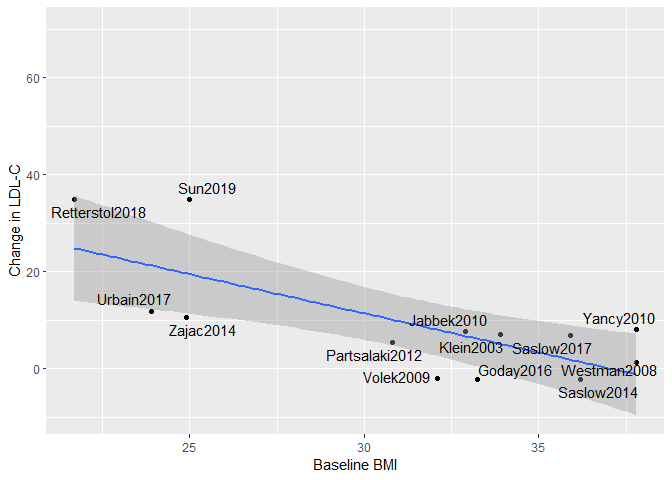 60
40
20
0
Change in LDL-C
Sun2019
Retterstol2018
Urbain2017
Zajac2014
Jabbek2010
Yancy2010
Klein2003
Saslow2017
Partsalaki2012
Volek2009
Goday2016
Westman2008
Saslow2014
25
30
35
Baseline BMI